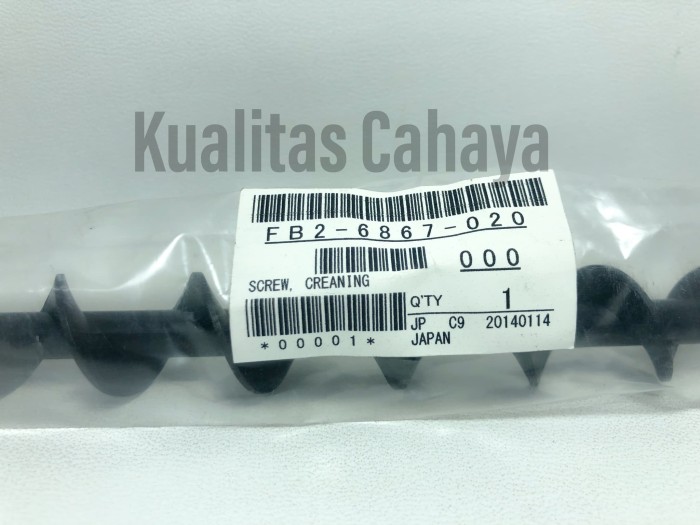 Kualitas Cahaya
FB2-6867-020
000
SCREW, CREANING
Q'TY 1
*00001*
JP C9 20140114
JAPAN